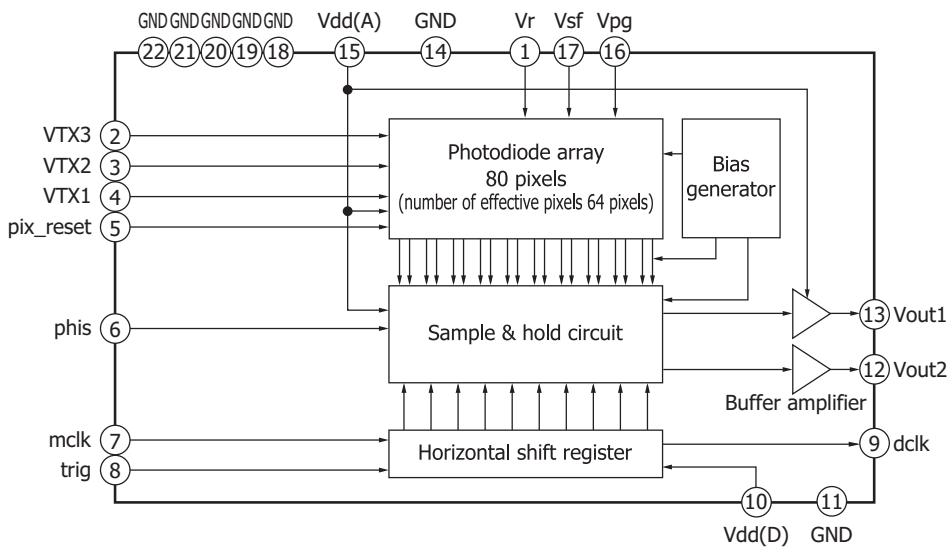 GND GND GND GND GND Vdd(A) GND Vr Vsf Vpg
22 21 20 19 18 15 14 1 17 16
VTX3 2
VTX2 3
VTX1 4
pix_reset 5
Photodiode array
80 pixels
(number of effective pixels 64 pixels)
Bias
generator
phis 6
Sample & hold circuit
13 Vout1
12 Vout2
Buffer amplifier
mclk 7
trig 8
Horizontal shift register
9 dclk
10 11
Vdd(D) GND